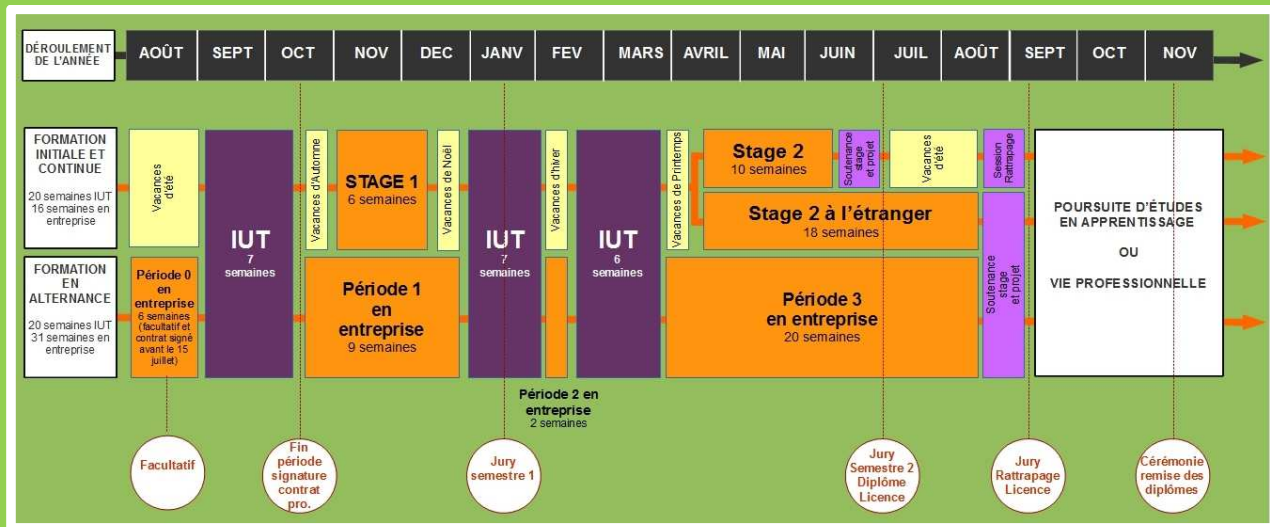 DÉROULEMENT
DE L'ANNÉE
AOÛT
SEPT
OCT
NOV
DEC
JANV
FEV
MARS
AVRIL
MAI
JUIN
JUIL
AOÛT
SEPT
OCT
NOV
FORMATION
INITIALE ET
CONTINUE
20 semaines IUT
16 semaines en
entreprise
Vacances
d'été
IUT
7
semaines
Vacances d'Automne
STAGE 1
6 semaines
Vacances de Noël
IUT
7
semaines
Vacances d'hiver
IUT
6
semaines
Vacances de Printemps
Stage 2
10 semaines
Soutenance
stage
et projet
Vacances
d'été
Session
Rattrapage
Stage 2 à l'étranger
18 semaines
POURSUITE D'ÉTUDES
EN APPRENTISSAGE
OU
VIE PROFESSIONNELLE
FORMATION
EN
ALTERNANCE
20 semaines IUT
31 semaines en
entreprise
Période 0
en
entreprise
6 semaines
(facultatif et
contrat signé
avant le 15
juillet)
Période 1
en
entreprise
9 semaines
Période 2 en
entreprise
2 semaines
Période 3
en entreprise
20 semaines
Soutenance
stage
et projet
Facultatif
Fin
période
signature
contrat
pro.
Jury
semestre 1
Jury
Semestre 2
Diplôme
Licence
Jury
Rattrapage
Licence
Cérémonie
remise des
diplômes